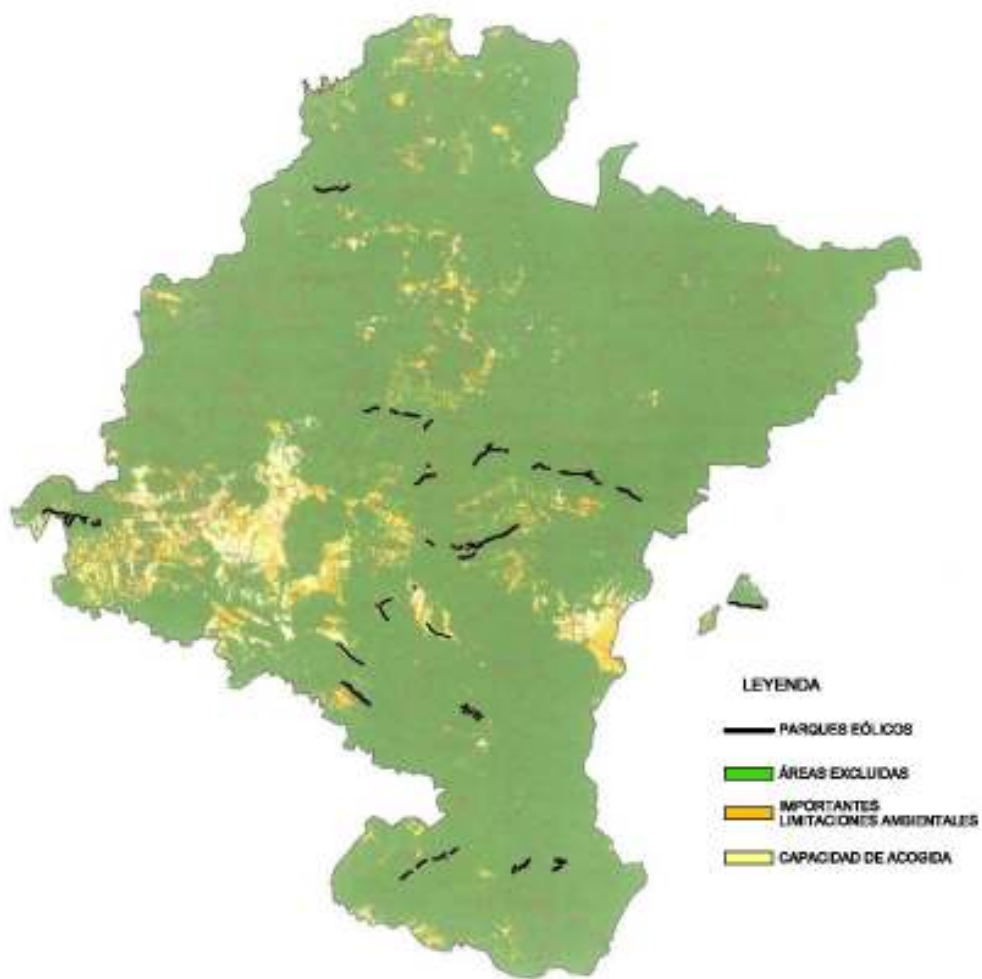 LEYENDA
PARQUES EÓLICOS
ÁREAS EXCLUIDAS
IMPORTANTES
LIMITACIONES AMBIENTALES
CAPACIDAD DE ACOGIDA